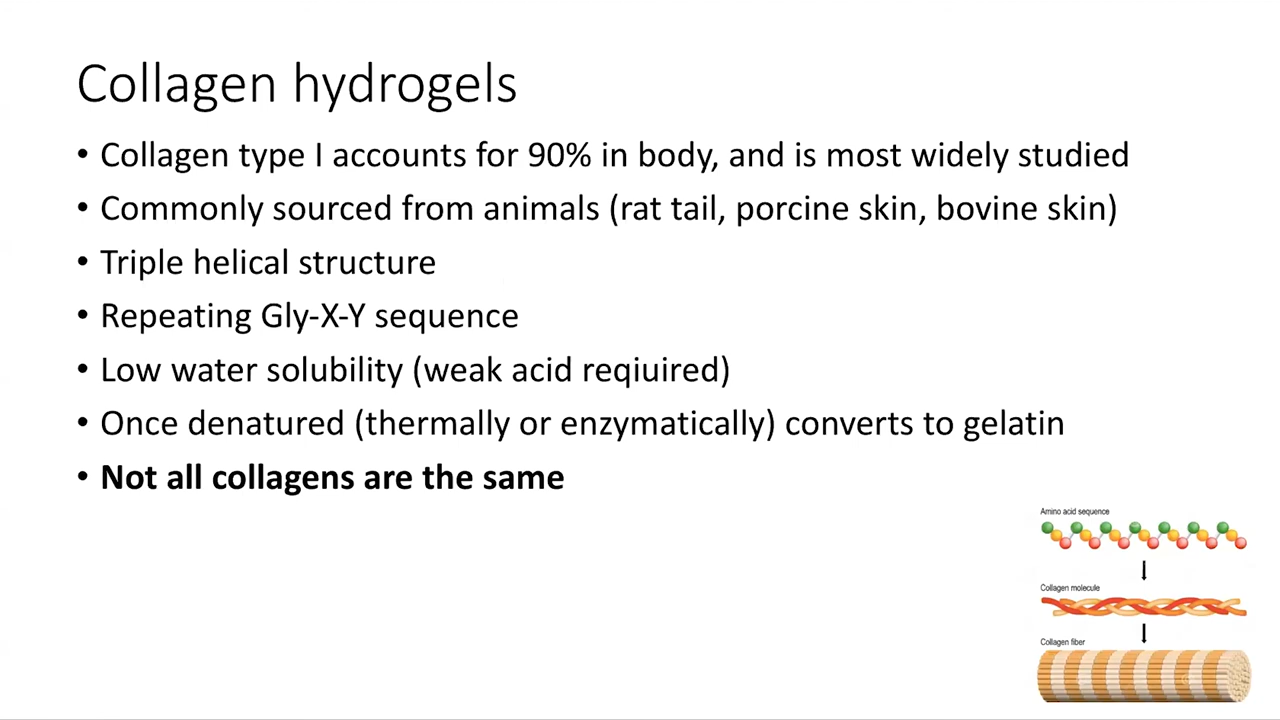 Collagen hydrogels
• Collagen type I accounts for 90% in body, and is most widely studied
• Commonly sourced from animals (rat tail, porcine skin, bovine skin)
• Triple helical structure
• Repeating Gly-X-Y sequence
• Low water solubility (weak acid reqiuired)
• Once denatured (thermally or enzymatically) converts to gelatin
• Not all collagens are the same
Amino acid sequence
Collagen molecule
Collagen fiber